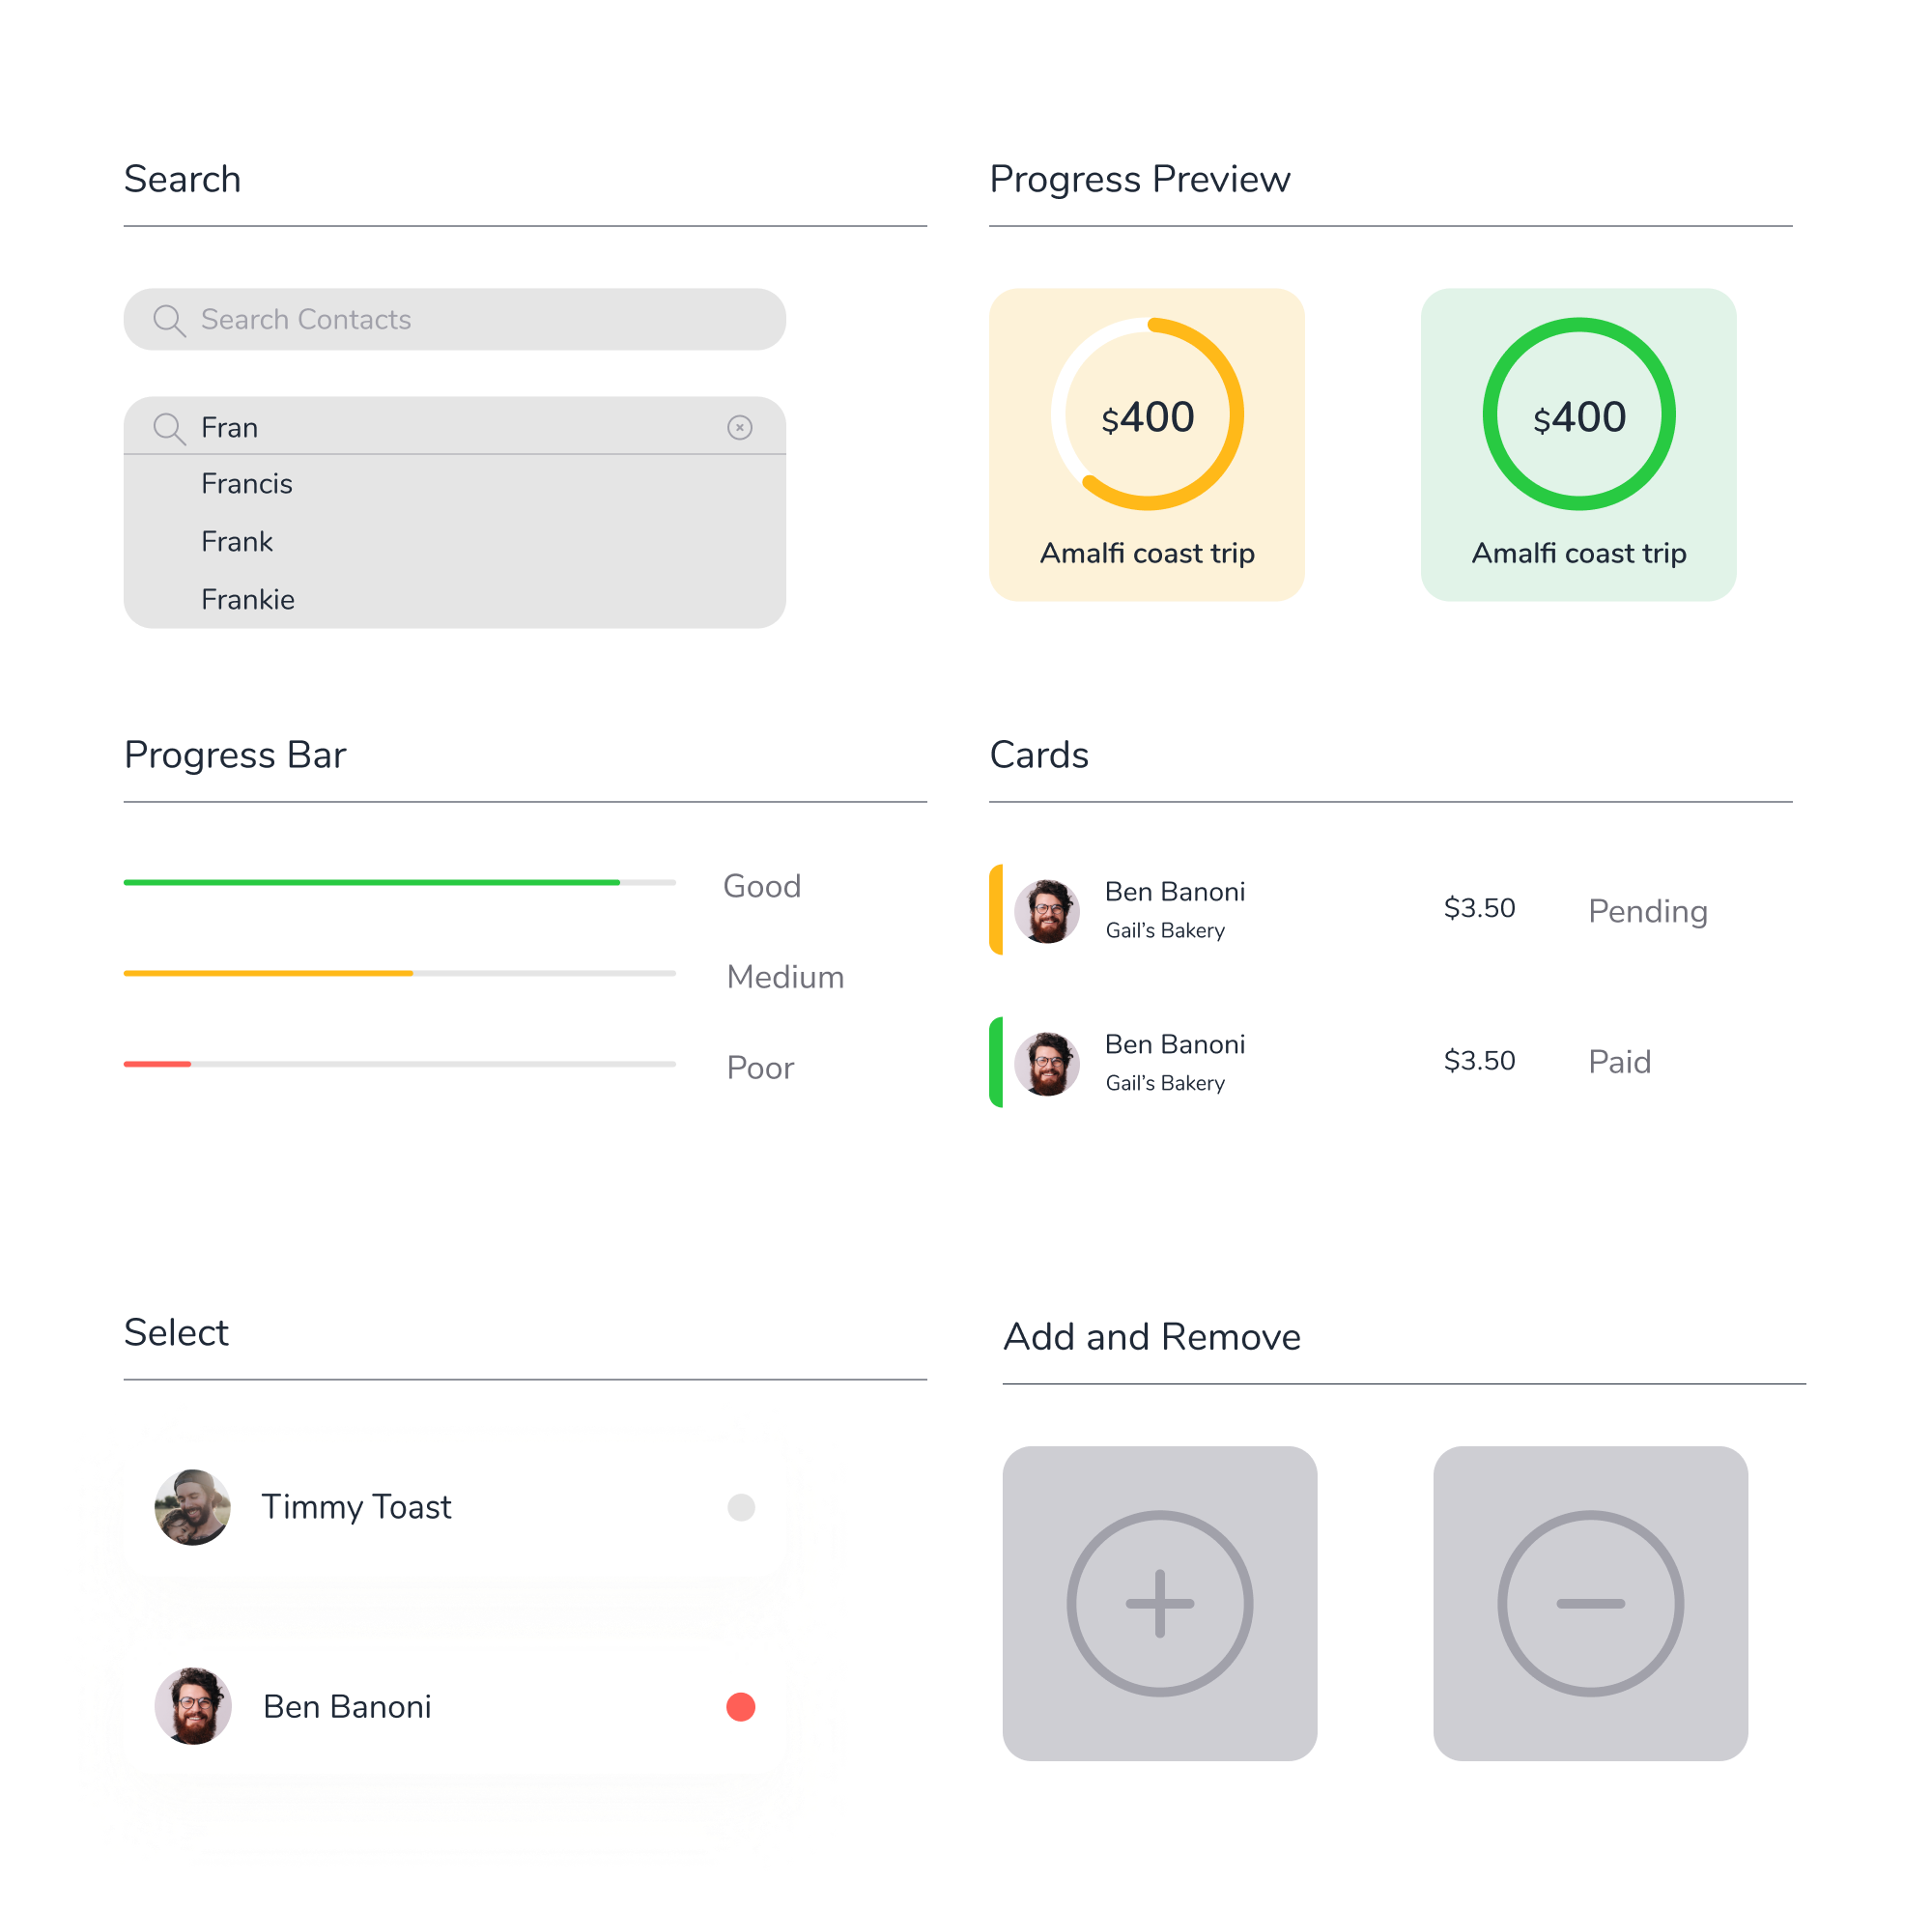 Search
Search Contacts
Fran
Francis
Frank
Frankie
Progress Preview
$400
Amalfi coast trip
$400
Amalfi coast trip
Progress Bar
Good
Medium
Poor
Cards
Ben Banoni
Gail’s Bakery
$3.50
Pending
Ben Banoni
Gail’s Bakery
$3.50
Paid
Select
Timmy Toast
Ben Banoni
Add and Remove